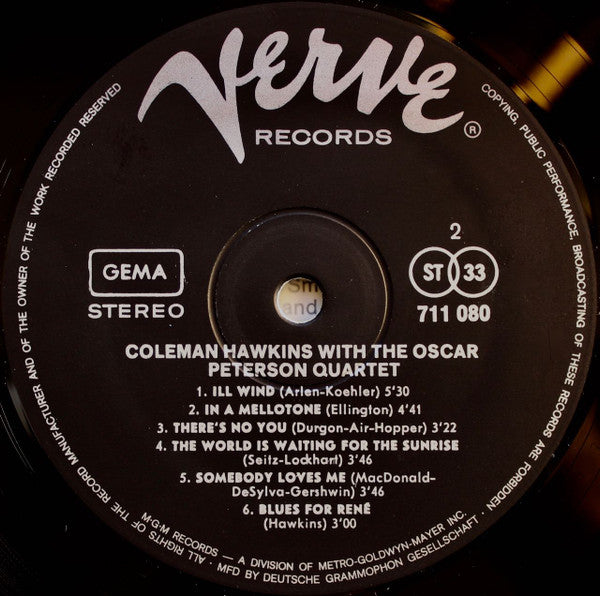 Verve
®
RECORDS
GEMA
STEREO
2
ST 33
711 080
COLEMAN HAWKINS WITH THE OSCAR
PETERSON QUARTET
1. ILL WIND (Arlen-Koehler) 5'30
2. IN A MELLOTONE (Ellington) 4'41
3. THERE'S NO YOU (Durgon-Air-Hopper) 3'22
4. THE WORLD IS WAITING FOR THE SUNRISE
(Seitz-Lockhart) 3'46
5. SOMEBODY LOVES ME (MacDonald-
DeSylva-Gershwin) 3'46
6. BLUES FOR RENÉ
(Hawkins) 3'00
M·G·M RECORDS — A DIVISION OF METRO-GOLDWYN-MAYER INC.
ALL RIGHTS OF THE RECORD MANUFACTURER AND OF THE OWNER OF THE WORK RECORDED RESERVED
COPYING, PUBLIC PERFORMANCE, BROADCASTING OF THESE RECORDS ARE FORBIDDEN · MFD BY DEUTSCHE GRAMMOPHON GESELLSCHAFT ·
Sm
and